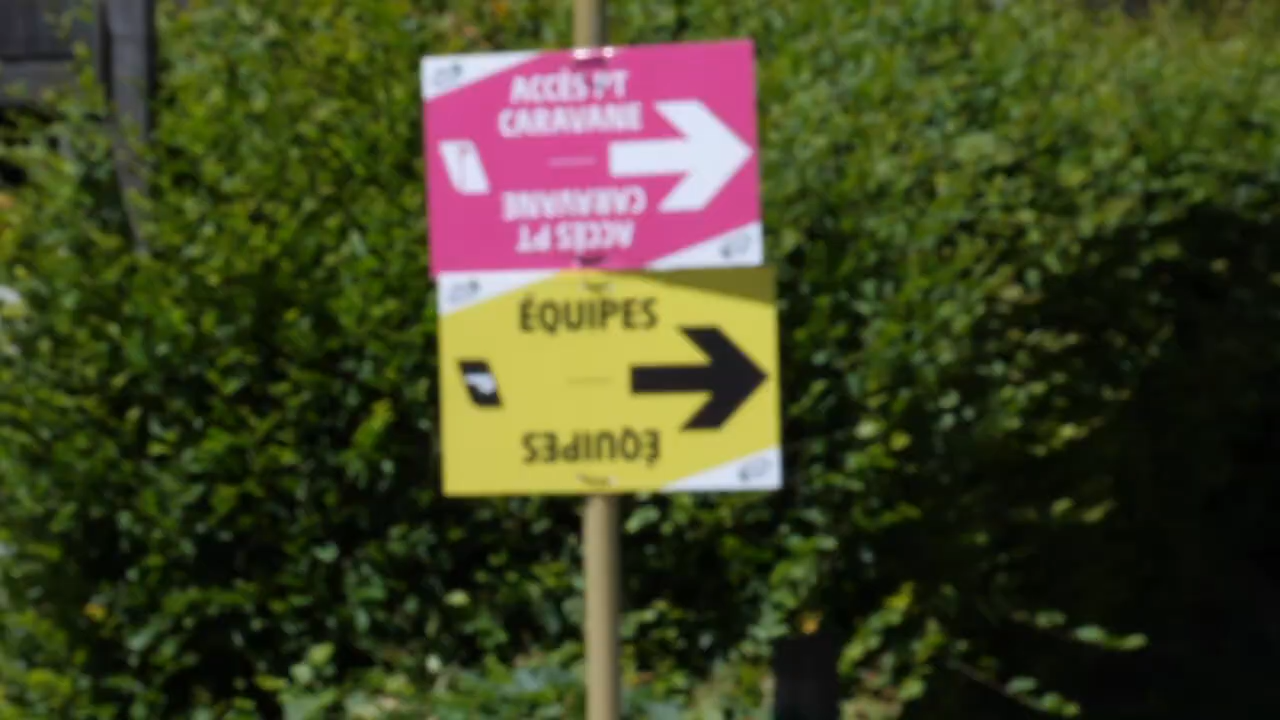 ACCÈS PT
CARAVANE
CARAVANE
ACCÈS PT
ÉQUIPES
ÉQUIPES